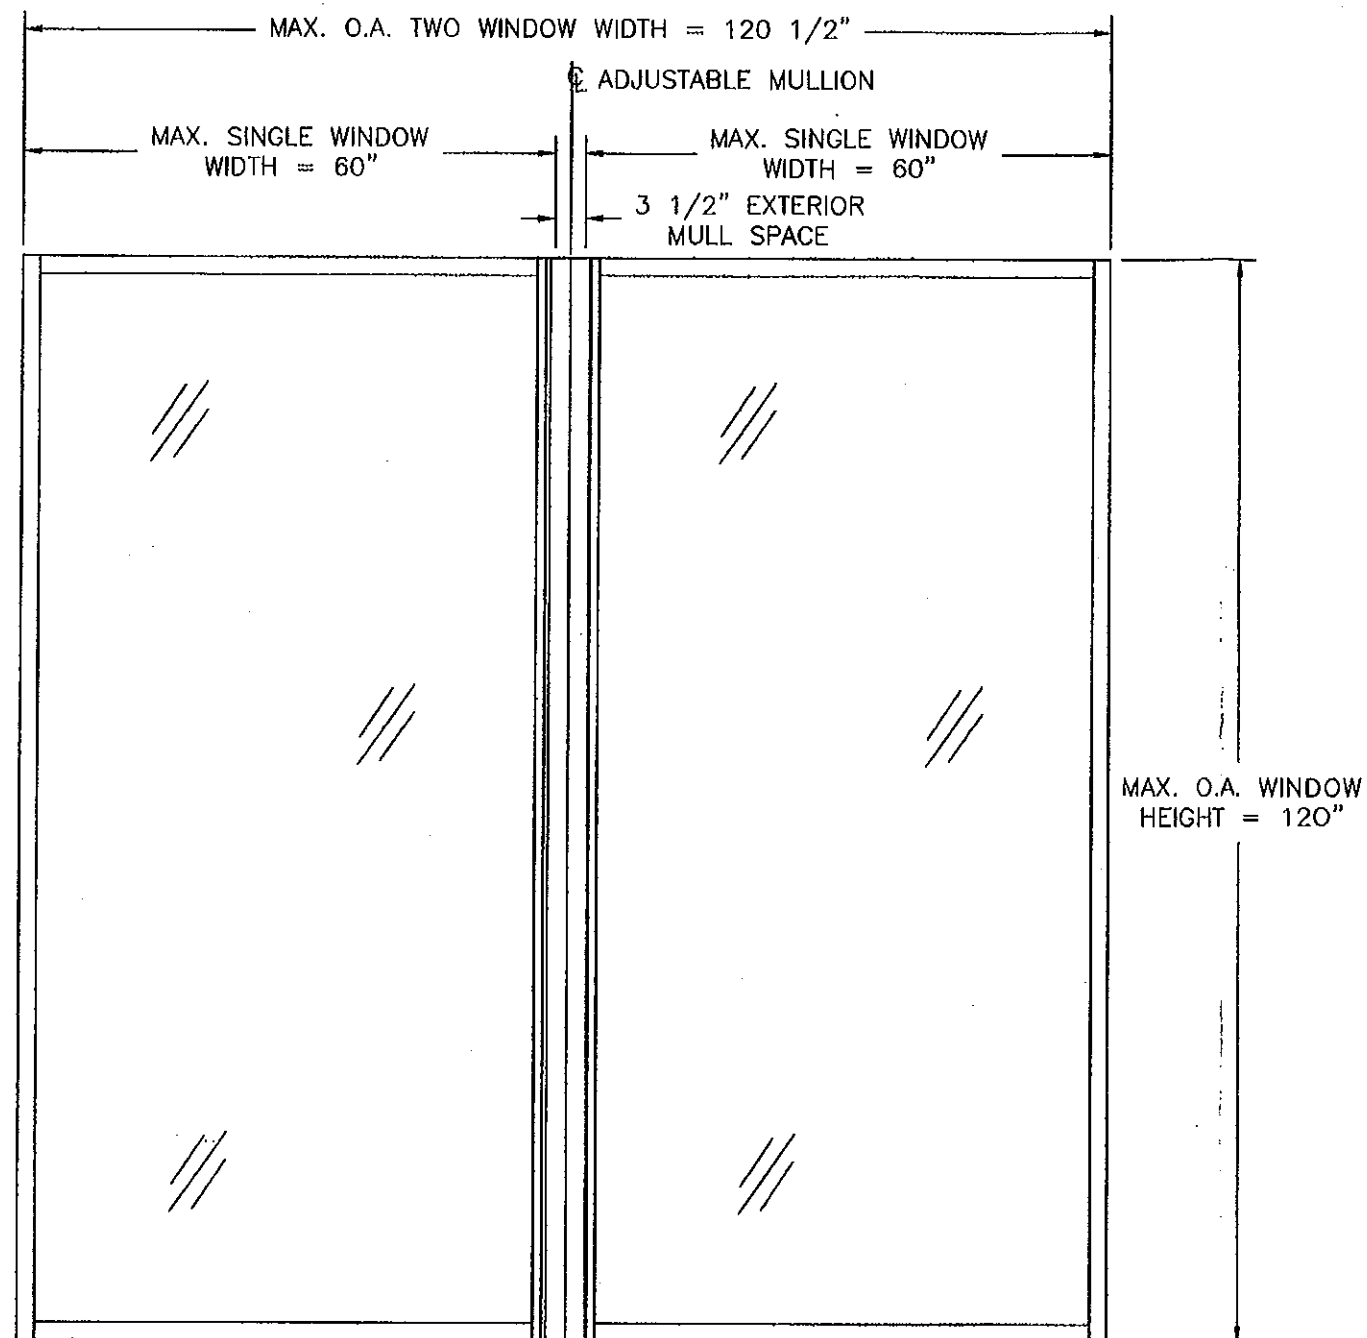 MAX. O.A. TWO WINDOW WIDTH = 120 1/2"
℄ ADJUSTABLE MULLION
MAX. SINGLE WINDOW
WIDTH = 60"
MAX. SINGLE WINDOW
WIDTH = 60"
3 1/2" EXTERIOR
MULL SPACE
MAX. O.A. WINDOW
HEIGHT = 120"